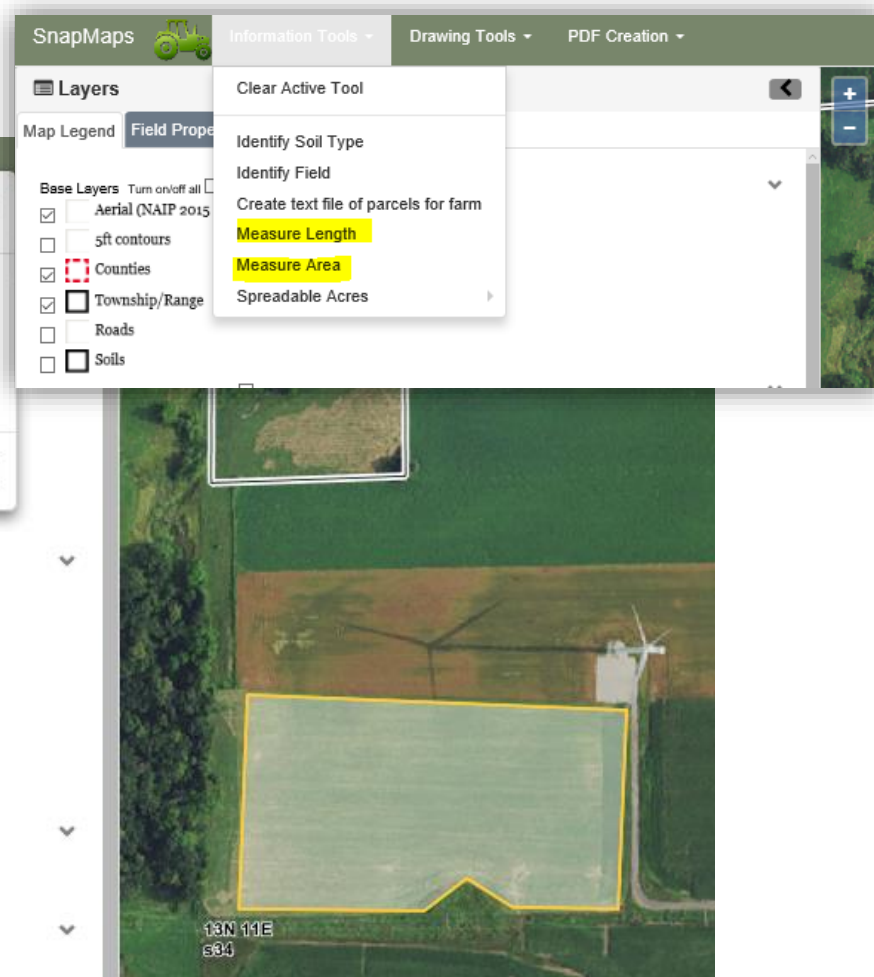 SnapMaps Information Tools Drawing Tools PDF Creation
Layers
Clear Active Tool
Map Legend Field Prope
Identify Soil Type
Identify Field
Create text file of parcels for farm
Measure Length
Measure Area
Spreadable Acres
Base Layers Turn on/off all
Aerial (NAIP 2015
5ft contours
Counties
Township/Range
Roads
Soils
+
-
13N 11E
s34